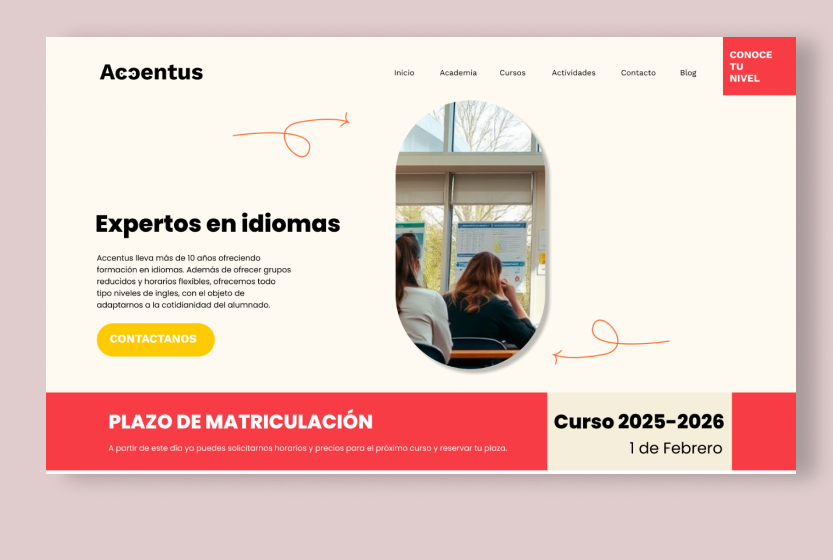 Accentus
Inicio Academia Cursos Actividades Contacto Blog
CONOCE
TU
NIVEL
Expertos en idiomas
Accentus lleva más de 10 años ofreciendo
formación en idiomas. Además de ofrecer grupos
reducidos y horarios flexibles, ofrecemos todo
tipo niveles de ingles, con el objeto de
adaptarnos a la cotidianidad del alumnado.
CONTACTANOS
PLAZO DE MATRICULACIÓN
A partir de este dia ya puedes solicitarnos horarios y precios para el próximo curso y reservar tu plaza.
Curso 2025-2026
1 de Febrero